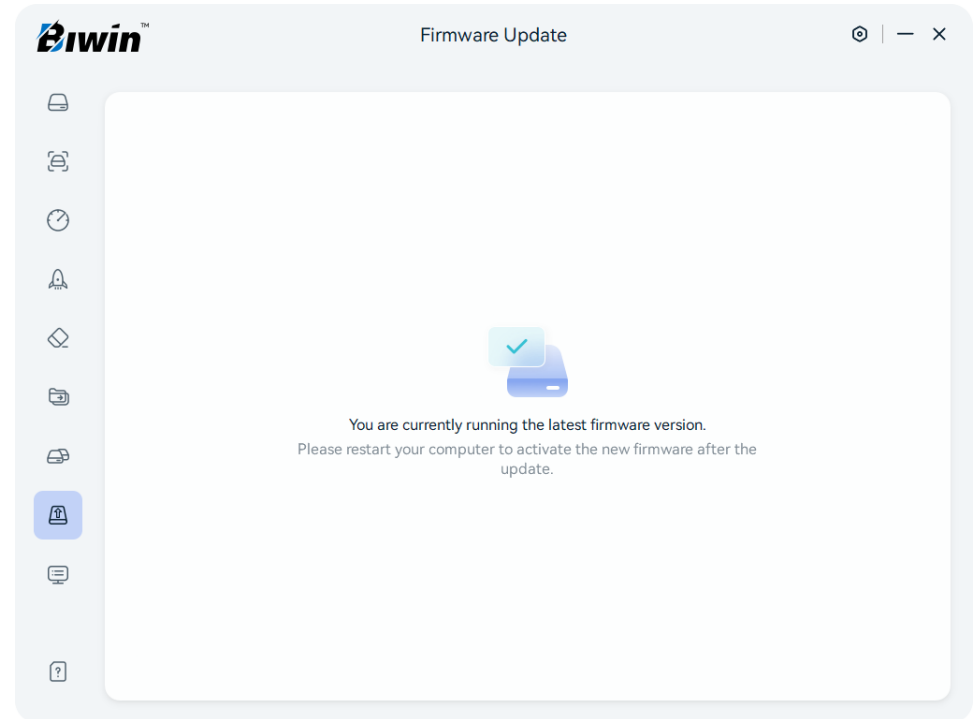 Biwin™
Firmware Update
You are currently running the latest firmware version.
Please restart your computer to activate the new firmware after the
update.
?